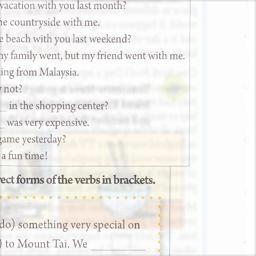 vacation with you last month?
he countryside with me.
e beach with you last weekend?
ny family went, but my friend went with me.
ing from Malaysia.
not?
in the shopping center?
was very expensive.
game yesterday?
a fun time!
rect forms of the verbs in brackets.
do) something very special on
) to Mount Tai. We ________